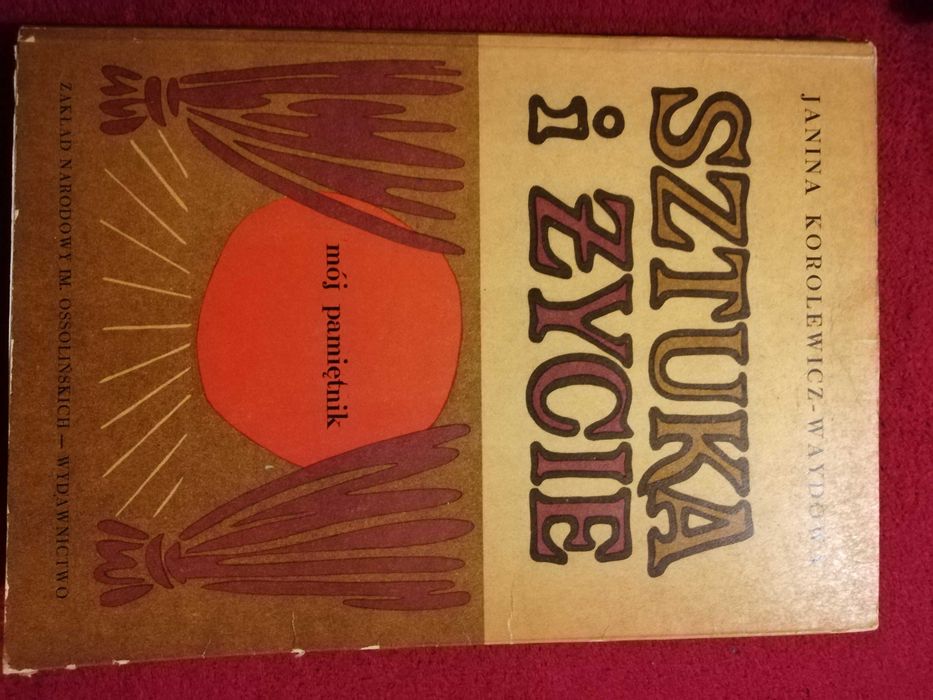 JANINA KOROLEWICZ-WAYDOWA
SZTUKA
i ŻYCIE
mój pamiętnik
ZAKŁAD NARODOWY IM. OSSOLIŃSKICH — WYDAWNICTWO